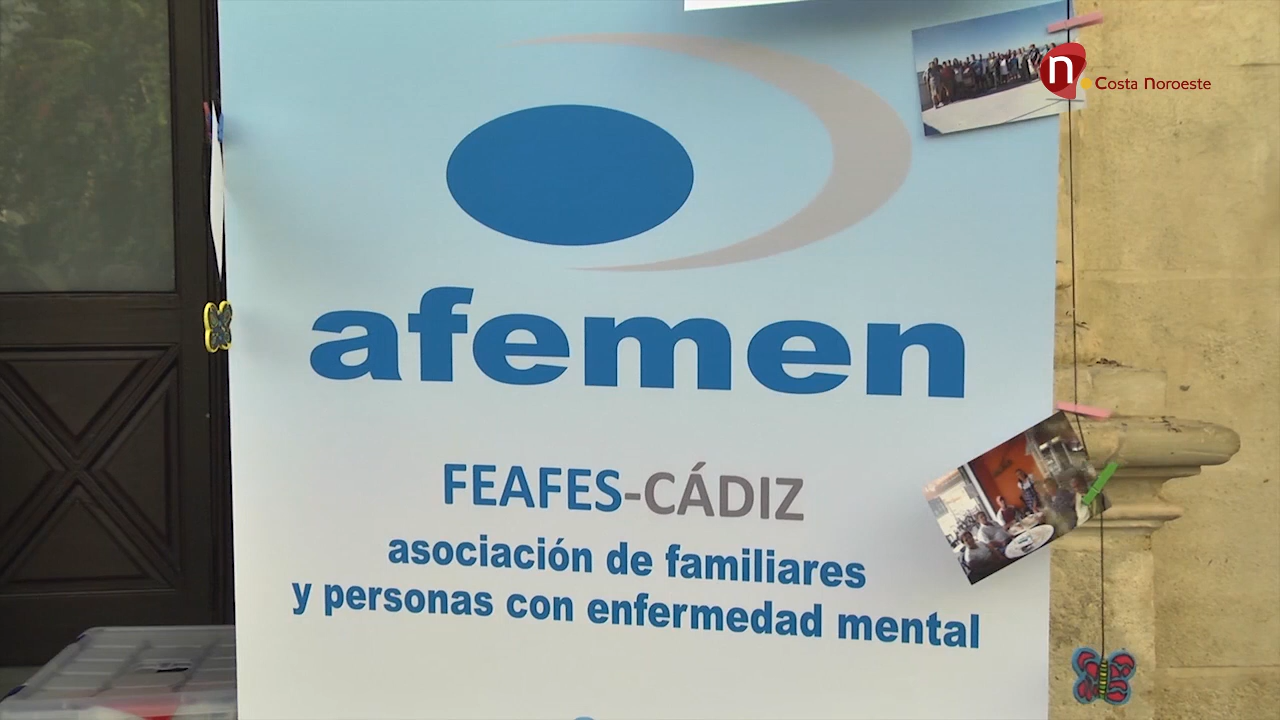 n Costa Noroeste
afemen
FEAFES-CÁDIZ
asociación de familiares
y personas con enfermedad mental